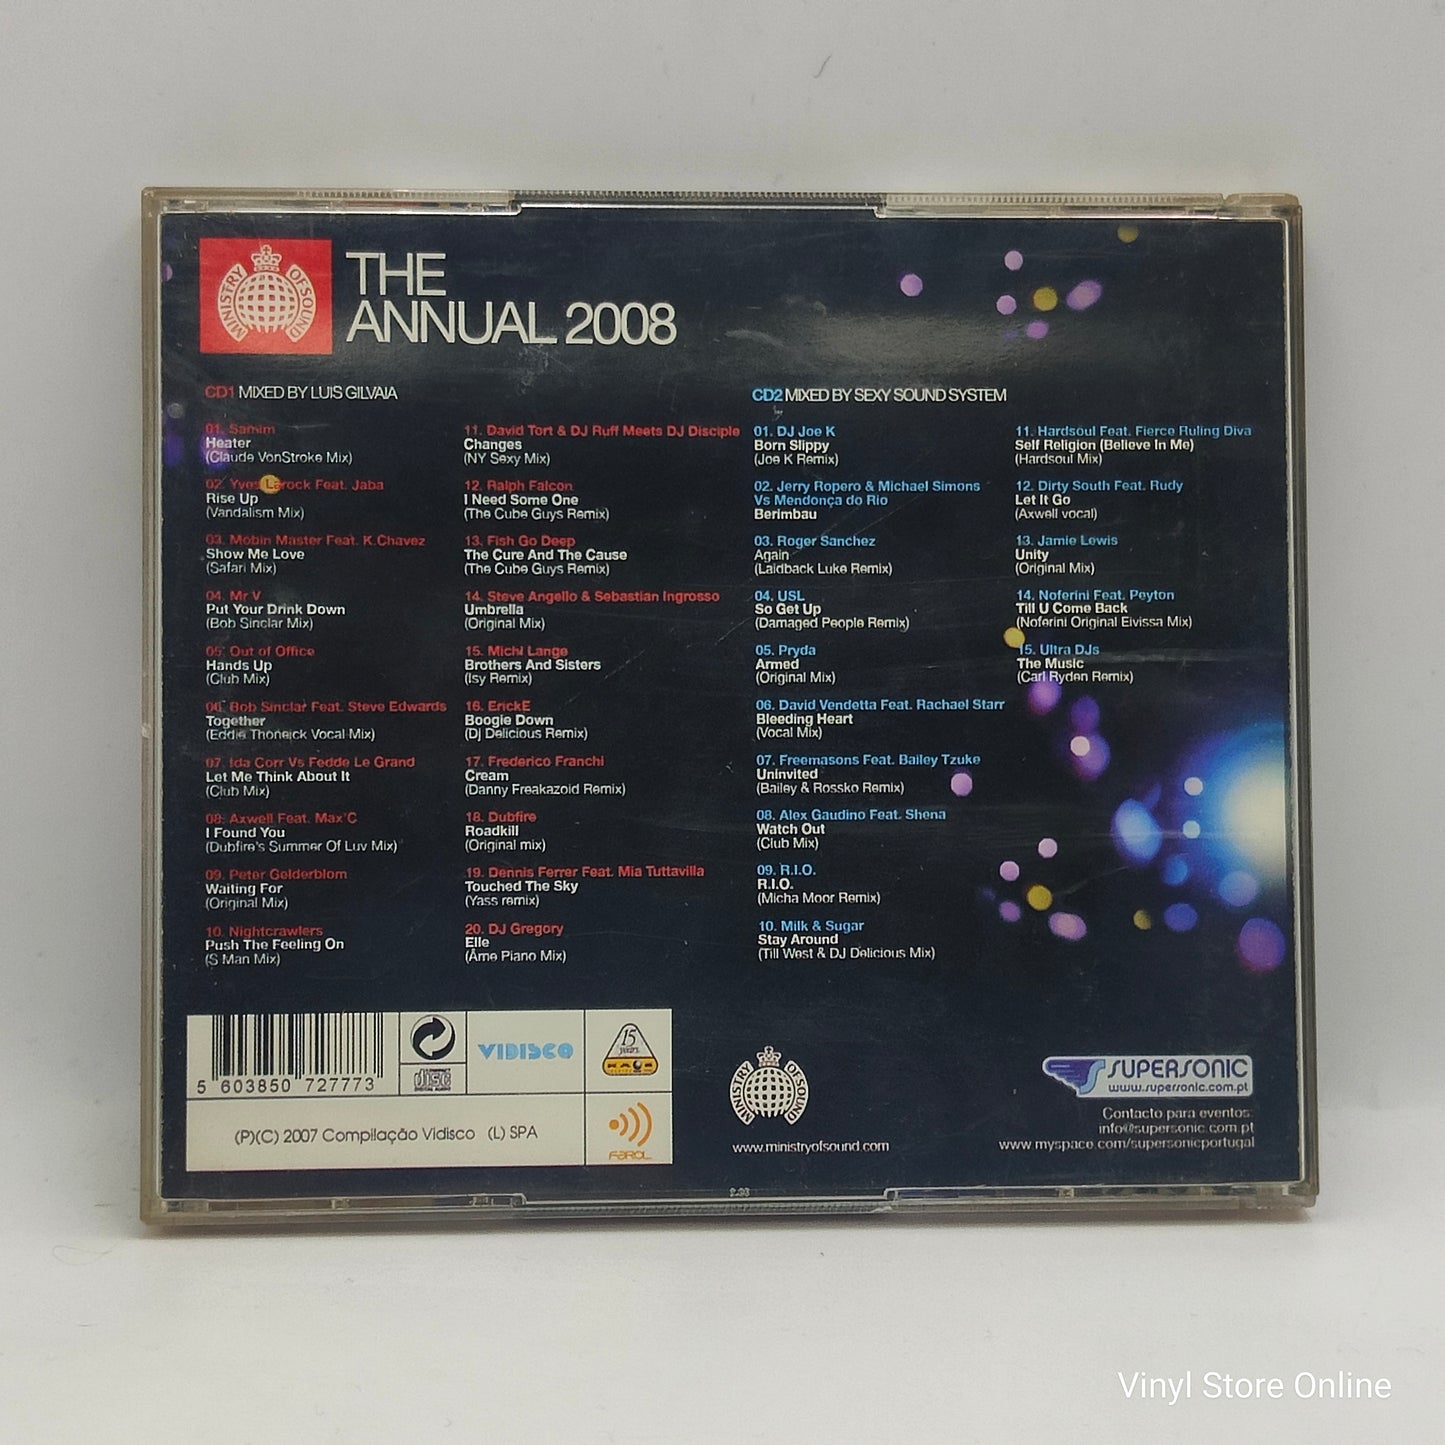 MINISTRY OF SOUND
THE
ANNUAL 2008
CD1 MIXED BY LUIS GILVAIA
01. Samim
Heater
(Claude VonStroke Mix)
02. Yves Larock Feat. Jaba
Rise Up
(Vandalism Mix)
03. Mobin Master Feat. K.Chavez
Show Me Love
(Safari Mix)
04. Mr V
Put Your Drink Down
(Bob Sinclar Mix)
05. Out of Office
Hands Up
(Club Mix)
06. Bob Sinclar Feat. Steve Edwards
Together
(Eddie Thoneick Vocal Mix)
07. Ida Corr Vs Fedde Le Grand
Let Me Think About It
(Club Mix)
08. Axwell Feat. Max'C
I Found You
(Dubfire's Summer Of Luv Mix)
09. Peter Gelderblom
Waiting For
(Original Mix)
10. Nightcrawlers
Push The Feeling On
(S Man Mix)
11. David Tort & DJ Ruff Meets DJ Disciple
Changes
(NY Sexy Mix)
12. Ralph Falcon
I Need Some One
(The Cube Guys Remix)
13. Fish Go Deep
The Cure And The Cause
(The Cube Guys Remix)
14. Steve Angello & Sebastian Ingrosso
Umbrella
(Original Mix)
15. Michi Lange
Brothers And Sisters
(Isy Remix)
16. ErickE
Boogie Down
(Dj Delicious Remix)
17. Frederico Franchi
Cream
(Danny Freakazoid Remix)
18. Dubfire
Roadkill
(Original mix)
19. Dennis Ferrer Feat. Mia Tuttavilla
Touched The Sky
(Yass remix)
20. DJ Gregory
Elle
(Âme Piano Mix)
CD2 MIXED BY SEXY SOUND SYSTEM
01. DJ Joe K
Born Slippy
(Joe K Remix)
02. Jerry Ropero & Michael Simons
Vs Mendonça do Rio
Berimbau
03. Roger Sanchez
Again
(Laidback Luke Remix)
04. USL
So Get Up
(Damaged People Remix)
05. Pryda
Armed
(Original Mix)
06. David Vendetta Feat. Rachael Starr
Bleeding Heart
(Vocal Mix)
07. Freemasons Feat. Bailey Tzuke
Uninvited
(Bailey & Rossko Remix)
08. Alex Gaudino Feat. Shena
Watch Out
(Club Mix)
09. R.I.O.
R.I.O.
(Micha Moor Remix)
10. Milk & Sugar
Stay Around
(Till West & DJ Delicious Mix)
11. Hardsoul Feat. Fierce Ruling Diva
Self Religion (Believe In Me)
(Hardsoul Mix)
12. Dirty South Feat. Rudy
Let It Go
(Axwell vocal)
13. Jamie Lewis
Unity
(Original Mix)
14. Noferini Feat. Peyton
Till U Come Back
(Noferini Original Eivissa Mix)
15. Ultra DJs
The Music
(Carl Ryden Remix)
5 603850 727773
COMPACT
disc
DIGITAL AUDIO
VIDISCO
15
years
KAOS
(P)(C) 2007 Compilação Vidisco (L) SPA
FAROL
MINISTRY OF SOUND
www.ministryofsound.com
SUPERSONIC
www.supersonic.com.pt
Contacto para eventos:
info@supersonic.com.pt
www.myspace.com/supersonicportugal
Vinyl Store Online